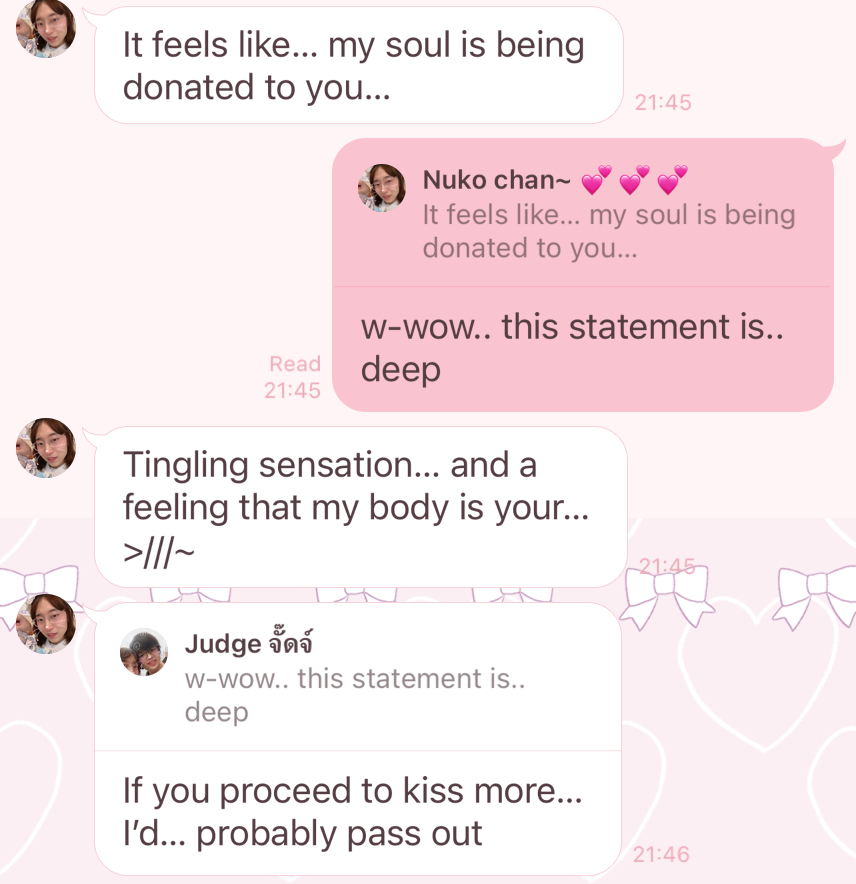 It feels like... my soul is being
donated to you...
21:45
Nuko chan~ 💕 💕 💕
It feels like... my soul is being
donated to you...
w-wow.. this statement is..
deep
Read
21:45
Tingling sensation... and a
feeling that my body is your...
>///~
21:45
Judge จั๊ดจ์
w-wow.. this statement is..
deep
If you proceed to kiss more...
I'd... probably pass out
21:46